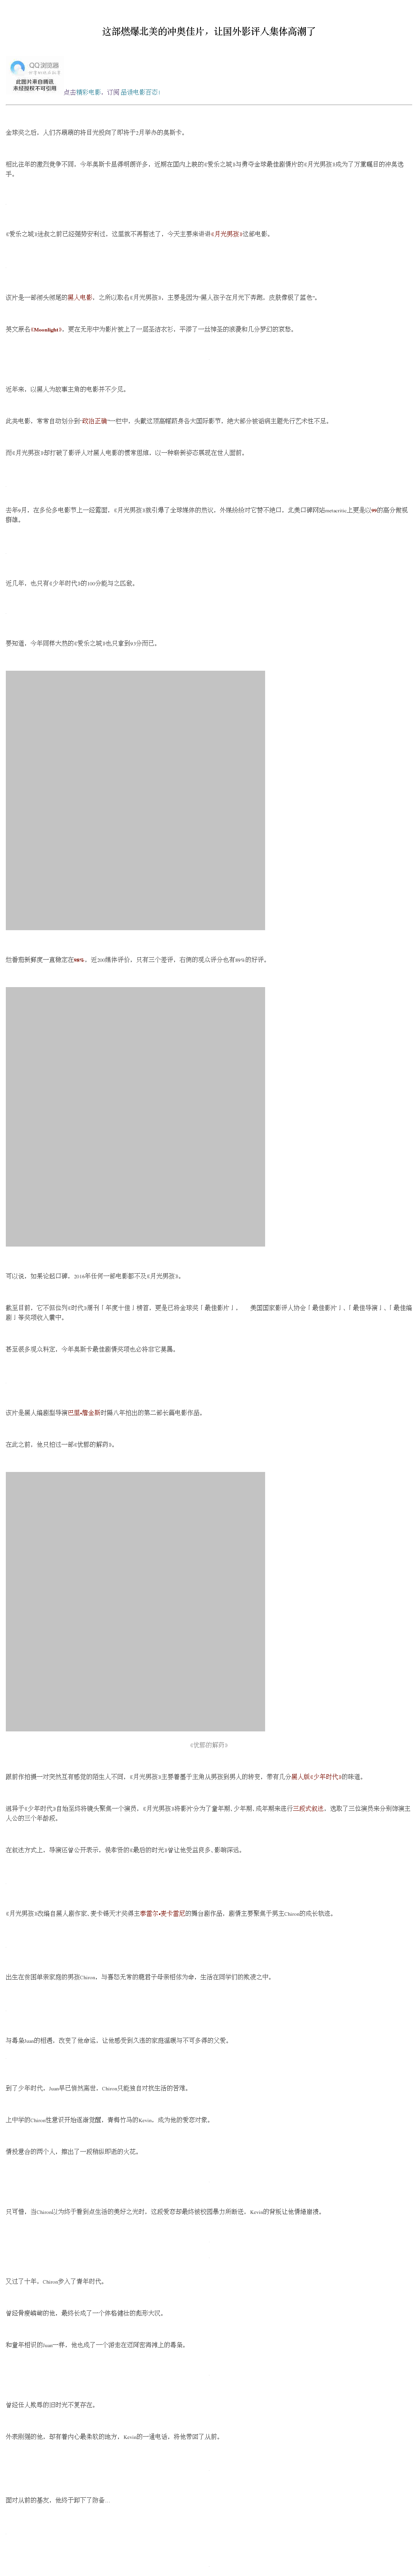 这部燃爆北美的冲奥佳片，让国外影评人集体高潮了
QQ浏览器
此图片来自腾讯
未经授权不可引用
点击精彩电影，订阅 品读电影百态！
金球奖之后，人们齐刷刷的将目光投向了即将于2月举办的奥斯卡。
相比往年的激烈竞争不同，今年奥斯卡显得明朗许多，近期在国内上映的《爱乐之城》与勇夺金球最佳剧情片的《月光男孩》成为了万重瞩目的冲奥选
手。
《爱乐之城》进叔之前已经强势安利过，这里就不再赘述了，今天主要来讲讲《月光男孩》这部电影。
该片是一部彻头彻尾的黑人电影，之所以取名《月光男孩》，主要是因为“黑人孩子在月光下奔跑，皮肤像极了蓝色”。
英文原名《Moonlight》，更在无形中为影片披上了一层圣洁衣衫，平添了一丝悼圣的浪漫和几分梦幻的哀愁。
近年来，以黑人为故事主角的电影并不少见。
此类电影，常常自动划分到“政治正确”一栏中，头戴这顶高帽跻身各大国际影节，绝大部分被诟病主题先行艺术性不足。
而《月光男孩》却打破了影评人对黑人电影的惯常思维，以一种崭新姿态展现在世人面前。
去年9月，在多伦多电影节上一经露面，《月光男孩》就引爆了全球媒体的热议，外媒纷纷对它赞不绝口，北美口碑网站metacritic上更是以99的高分俯视
群雄。
近几年，也只有《少年时代》的100分能与之匹敌。
要知道，今年同样大热的《爱乐之城》也只拿到93分而已。
烂番茄新鲜度一直稳定在98%，近200媒体评价，只有三个差评，右侧的观众评分也有89%的好评。
可以说，如果论起口碑，2016年任何一部电影都不及《月光男孩》。
截至目前，它不但位列《时代》周刊「年度十佳」榜首，更是已将金球奖「最佳影片」、 美国国家影评人协会「最佳影片」、「最佳导演」、「最佳编
剧」等奖项收入囊中。
甚至很多观众料定，今年奥斯卡最佳剧情奖项也必将非它莫属。
该片是黑人编剧型导演巴里•詹金斯时隔八年拍出的第二部长篇电影作品。
在此之前，他只拍过一部《忧郁的解药》。
《忧郁的解药》
跟前作拍摄一对突然互有感觉的陌生人不同，《月光男孩》主要着墨于主角从男孩到男人的转变，带有几分黑人版《少年时代》的味道。
迥异于《少年时代》自始至终将镜头聚焦一个演员，《月光男孩》将影片分为了童年期、少年期、成年期来进行三段式叙述，选取了三位演员来分别饰演主
人公的三个年龄段。
在叙述方式上，导演还曾公开表示，侯孝贤的《最后的时光》曾让他受益良多、影响深远。
《月光男孩》改编自黑人剧作家、麦卡锡天才奖得主泰雷尔•麦卡雷尼的舞台剧作品，剧情主要聚焦于男主Chiron的成长轨迹。
出生在贫困单亲家庭的男孩Chiron，与喜怒无常的瘾君子母亲相依为命，生活在同学们的欺凌之中。
与毒枭Juan的相遇，改变了他命运，让他感受到久违的家庭温暖与不可多得的父爱。
到了少年时代，Juan早已悄然离世，Chiron只能独自对抗生活的苦难。
上中学的Chiron性意识开始逐渐觉醒，青梅竹马的Kevin，成为他的爱恋对象。
情投意合的两个人，擦出了一段稍纵即逝的火花。
只可惜，当Chiron以为终于看到点生活的美好之光时，这段爱恋却最终被校园暴力所断送，Kevin的背叛让他情绪崩溃。
又过了十年，Chiron步入了青年时代。
曾经骨瘦嶙峋的他，最终长成了一个体格健壮的彪形大汉。
和童年相识的Juan一样，他也成了一个游走在迈阿密海滩上的毒枭。
曾经任人欺辱的旧时光不复存在。
外表刚强的他，却有着内心最柔软的地方，Kevin的一通电话，将他带回了从前。
面对从前的基友，他终于卸下了防备...